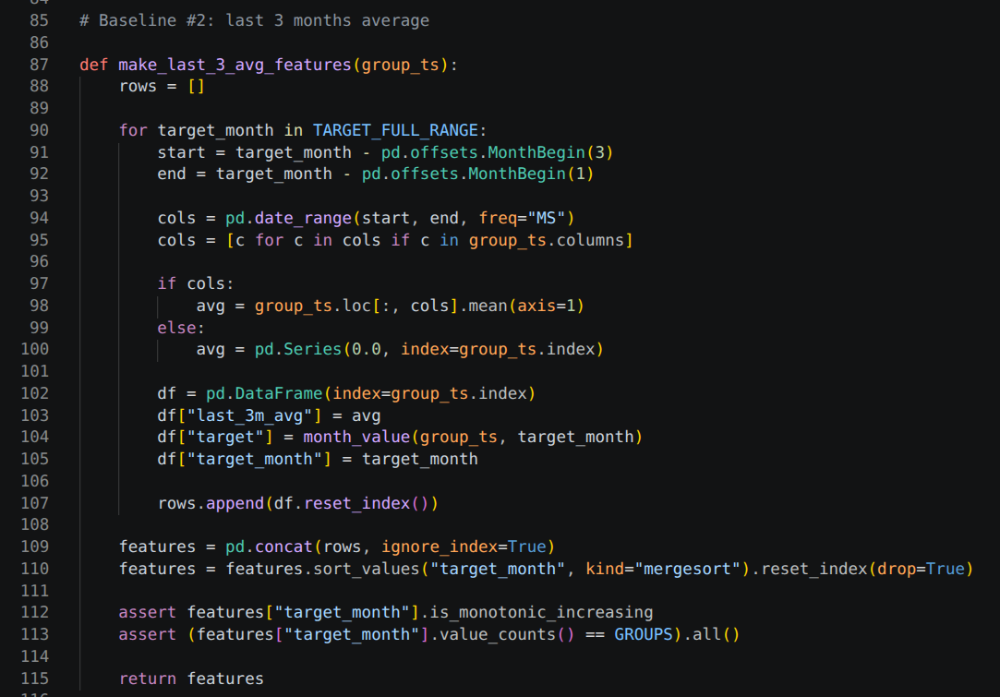 85 # Baseline #2: last 3 months average
86
87 def make_last_3_avg_features(group_ts):
88     rows = []
89
90     for target_month in TARGET_FULL_RANGE:
91         start = target_month - pd.offsets.MonthBegin(3)
92         end = target_month - pd.offsets.MonthBegin(1)
93
94         cols = pd.date_range(start, end, freq="MS")
95         cols = [c for c in cols if c in group_ts.columns]
96
97         if cols:
98             avg = group_ts.loc[:, cols].mean(axis=1)
99         else:
100             avg = pd.Series(0.0, index=group_ts.index)
101
102         df = pd.DataFrame(index=group_ts.index)
103         df["last_3m_avg"] = avg
104         df["target"] = month_value(group_ts, target_month)
105         df["target_month"] = target_month
106
107         rows.append(df.reset_index())
108
109     features = pd.concat(rows, ignore_index=True)
110     features = features.sort_values("target_month", kind="mergesort").reset_index(drop=True)
111
112     assert features["target_month"].is_monotonic_increasing
113     assert (features["target_month"].value_counts() == GROUPS).all()
114
115     return features